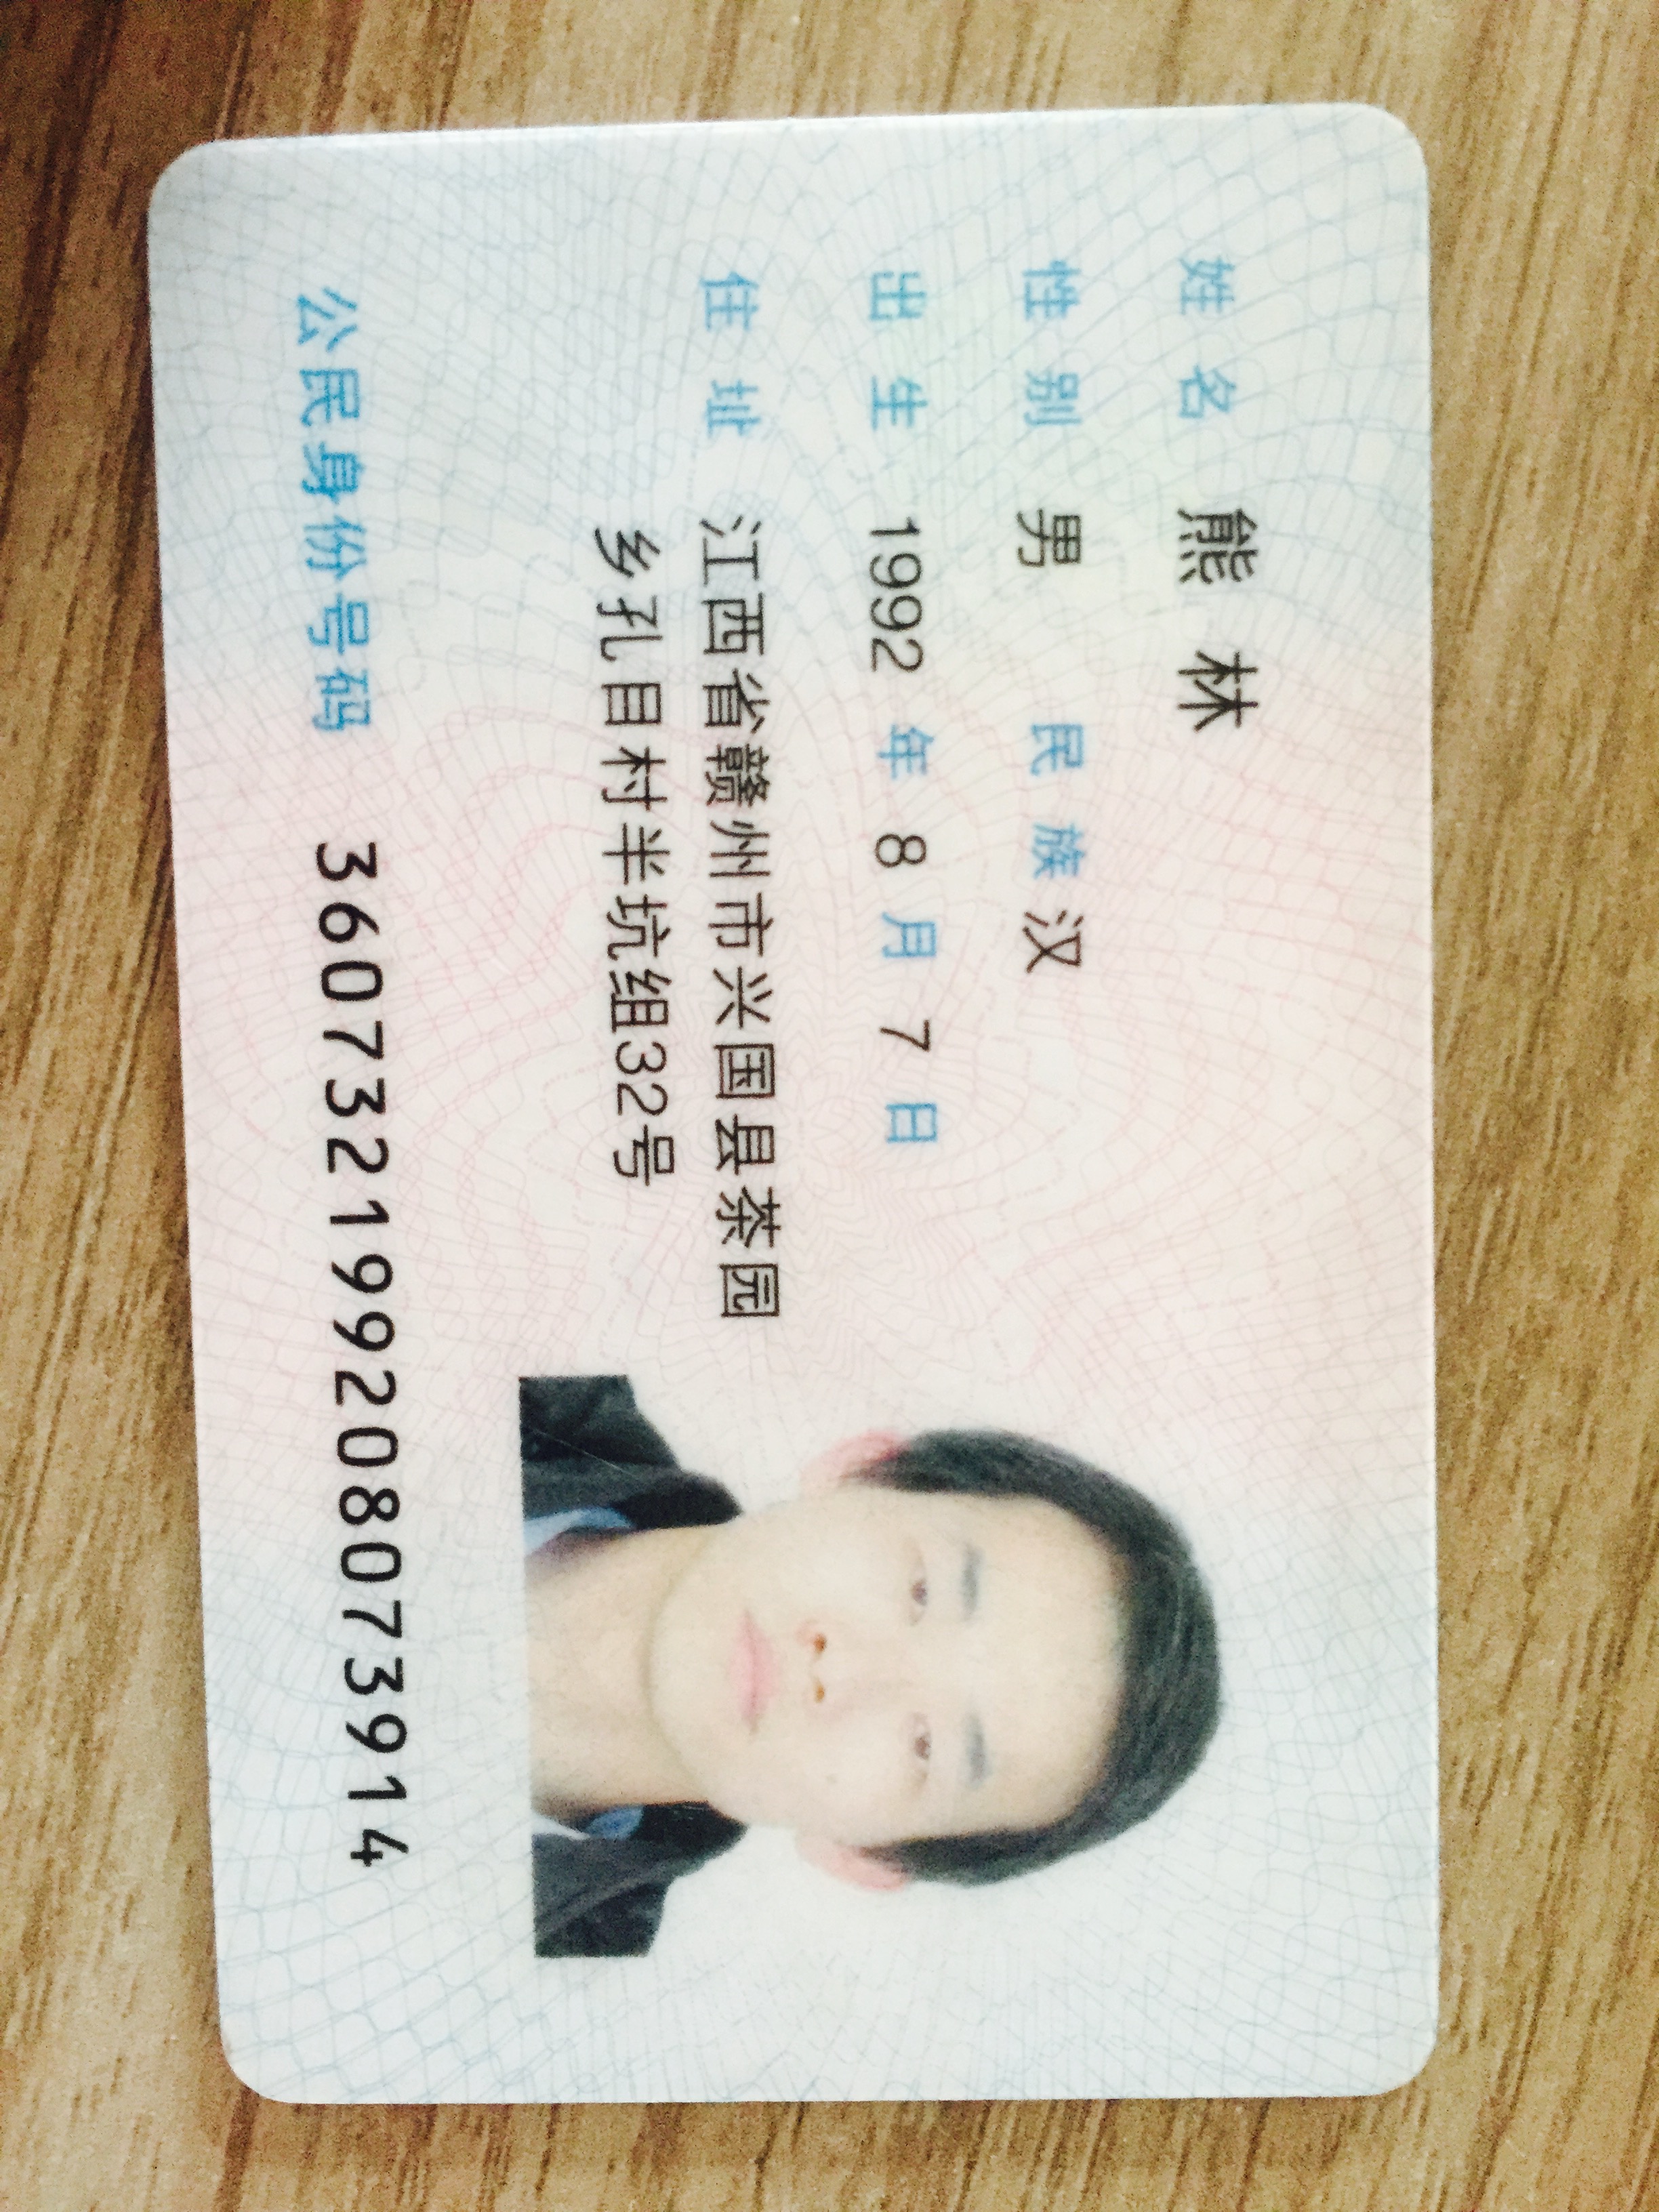 姓名 熊林
性别 男 民族 汉
出生 1992 年 8 月 7 日
住址 江西省赣州市兴国县茶园
乡孔目村半坑组32号
公民身份号码 360732199208073914